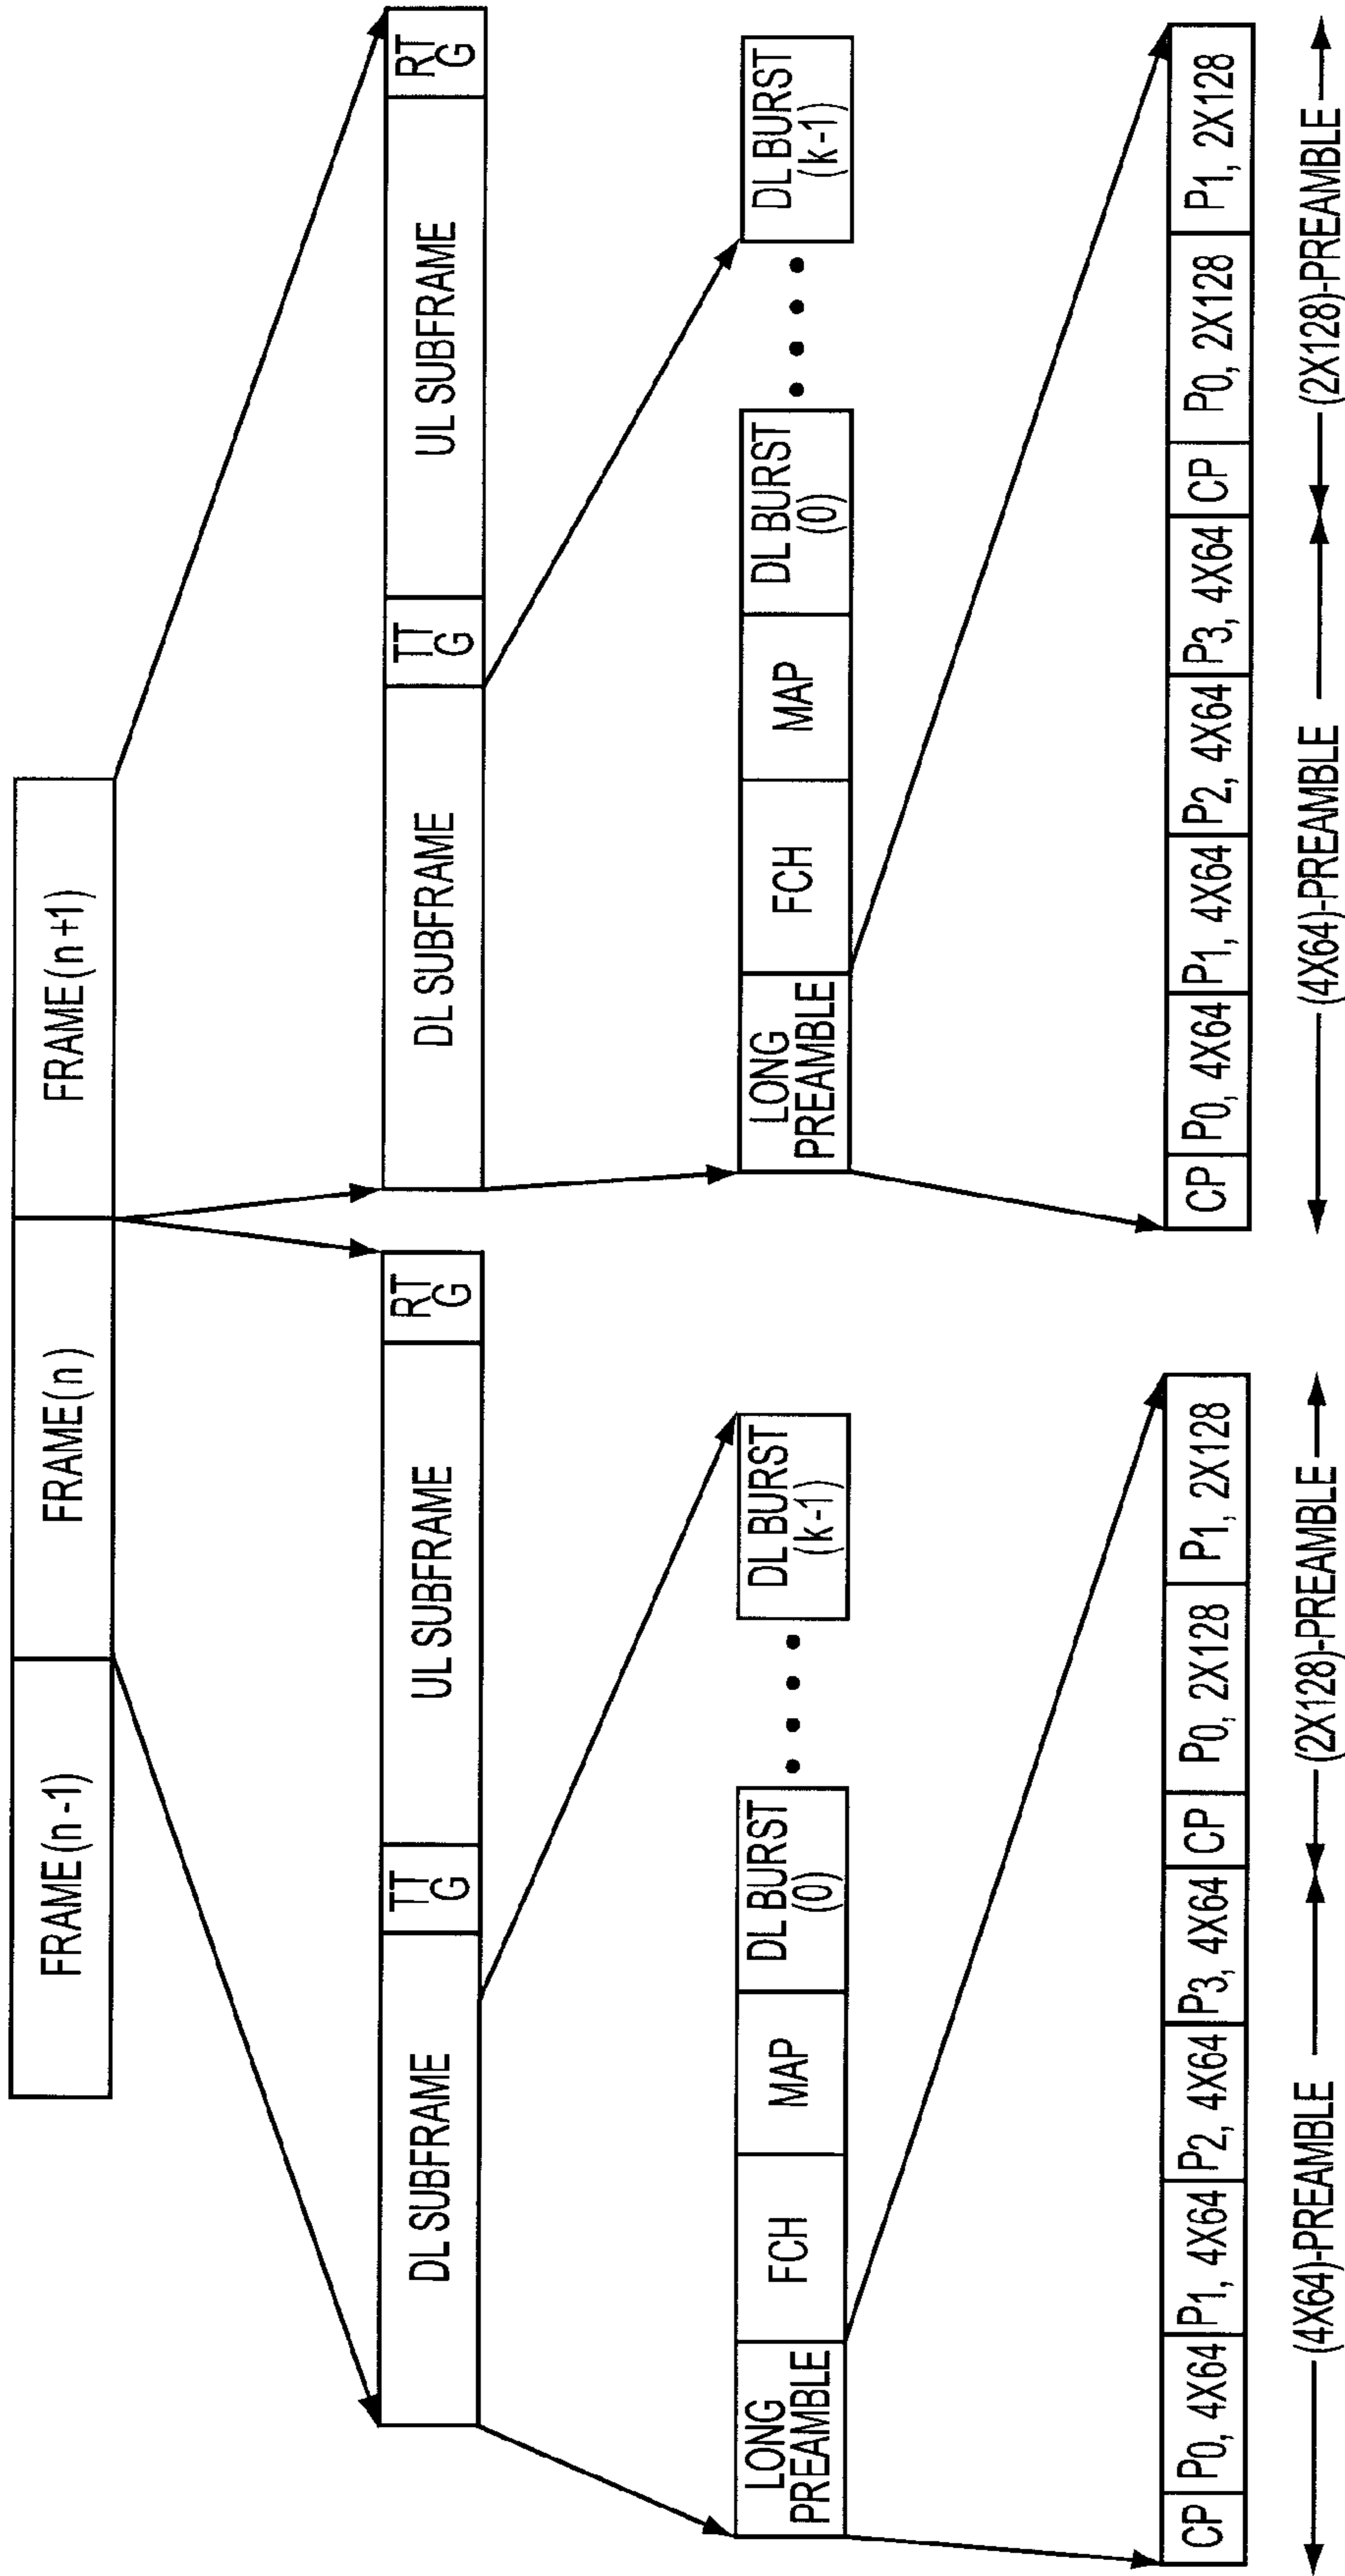 FRAME(n-1)
FRAME(n)
FRAME(n+1)
DL SUBFRAME
TT
G
UL SUBFRAME
RT
G
DL SUBFRAME
TT
G
UL SUBFRAME
RT
G
LONG
PREAMBLE
FCH
MAP
DL BURST
(0)
DL BURST
(k-1)
LONG
PREAMBLE
FCH
MAP
DL BURST
(0)
DL BURST
(k-1)
CP
P0, 4X64
P1, 4X64
P2, 4X64
P3, 4X64
CP
P0, 2X128
P1, 2X128
CP
P0, 4X64
P1, 4X64
P2, 4X64
P3, 4X64
CP
P0, 2X128
P1, 2X128
(4X64)-PREAMBLE
(2X128)-PREAMBLE
(4X64)-PREAMBLE
(2X128)-PREAMBLE